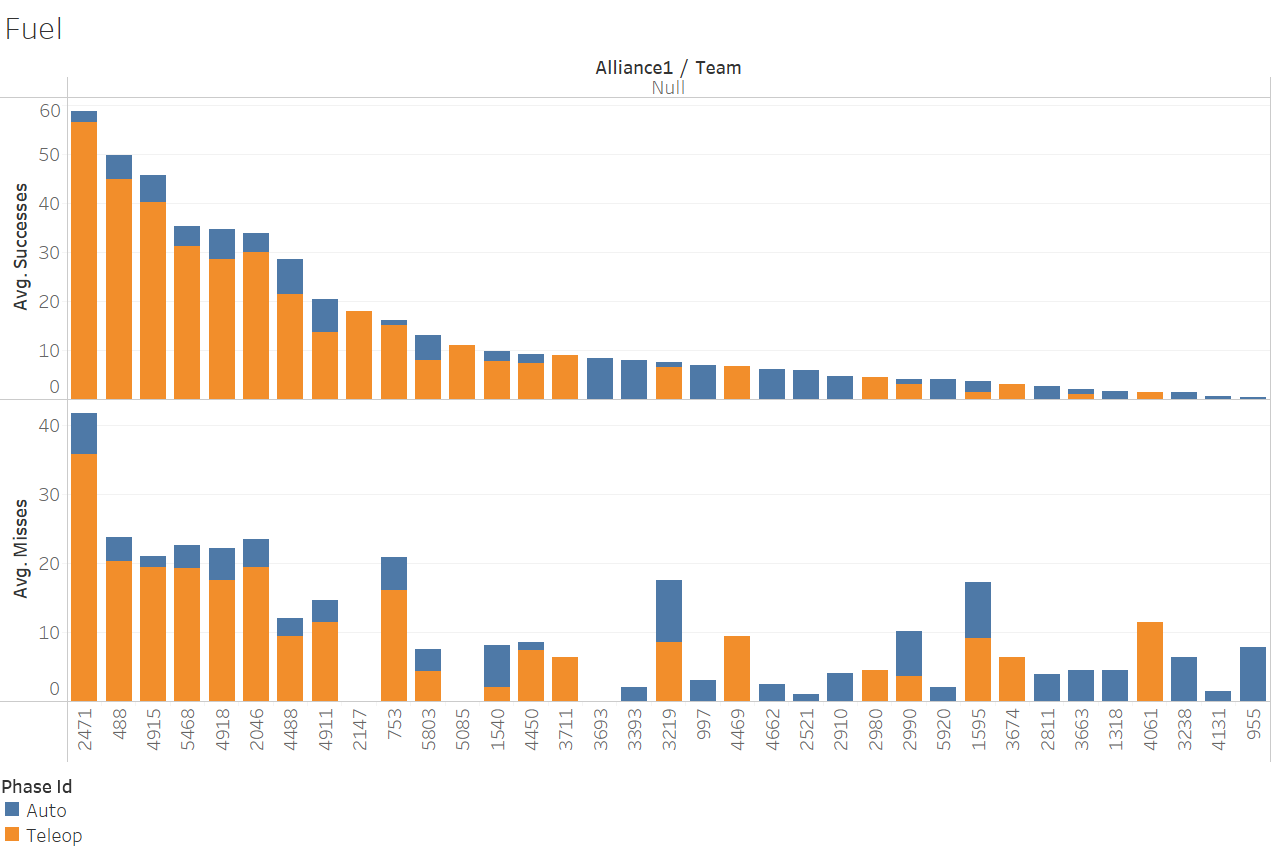 Fuel
Alliance1 / Team
Null
Avg. Successes
60
50
40
30
20
10
0
Avg. Misses
40
30
20
10
0
2471 488 4915 5468 4918 2046 4488 4911 2147 753 5803 5085 1540 4450 3711 3693 3393 3219 997 4469 4662 2521 2910 2980 2990 5920 1595 3674 2811 3663 1318 4061 3238 4131 955
Phase Id
Auto
Teleop